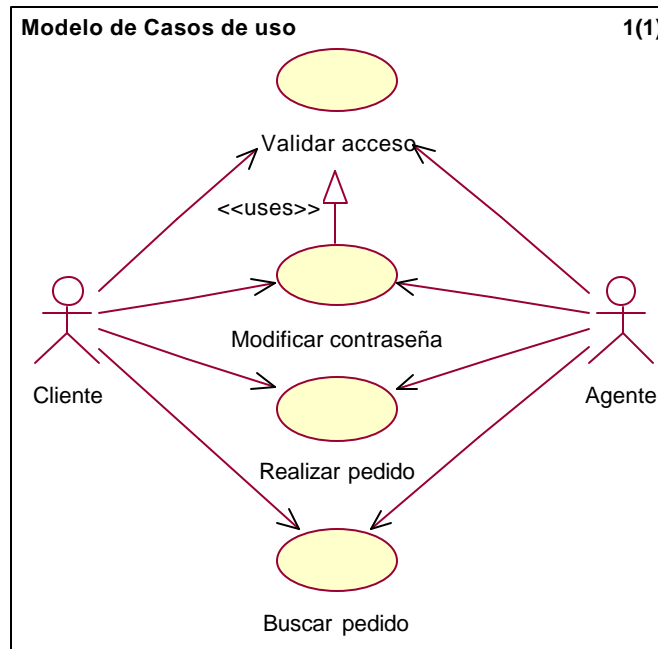 Modelo de Casos de uso 1(1)
Validar acceso
<<uses>>
Modificar contraseña
Cliente
Agente
Realizar pedido
Buscar pedido